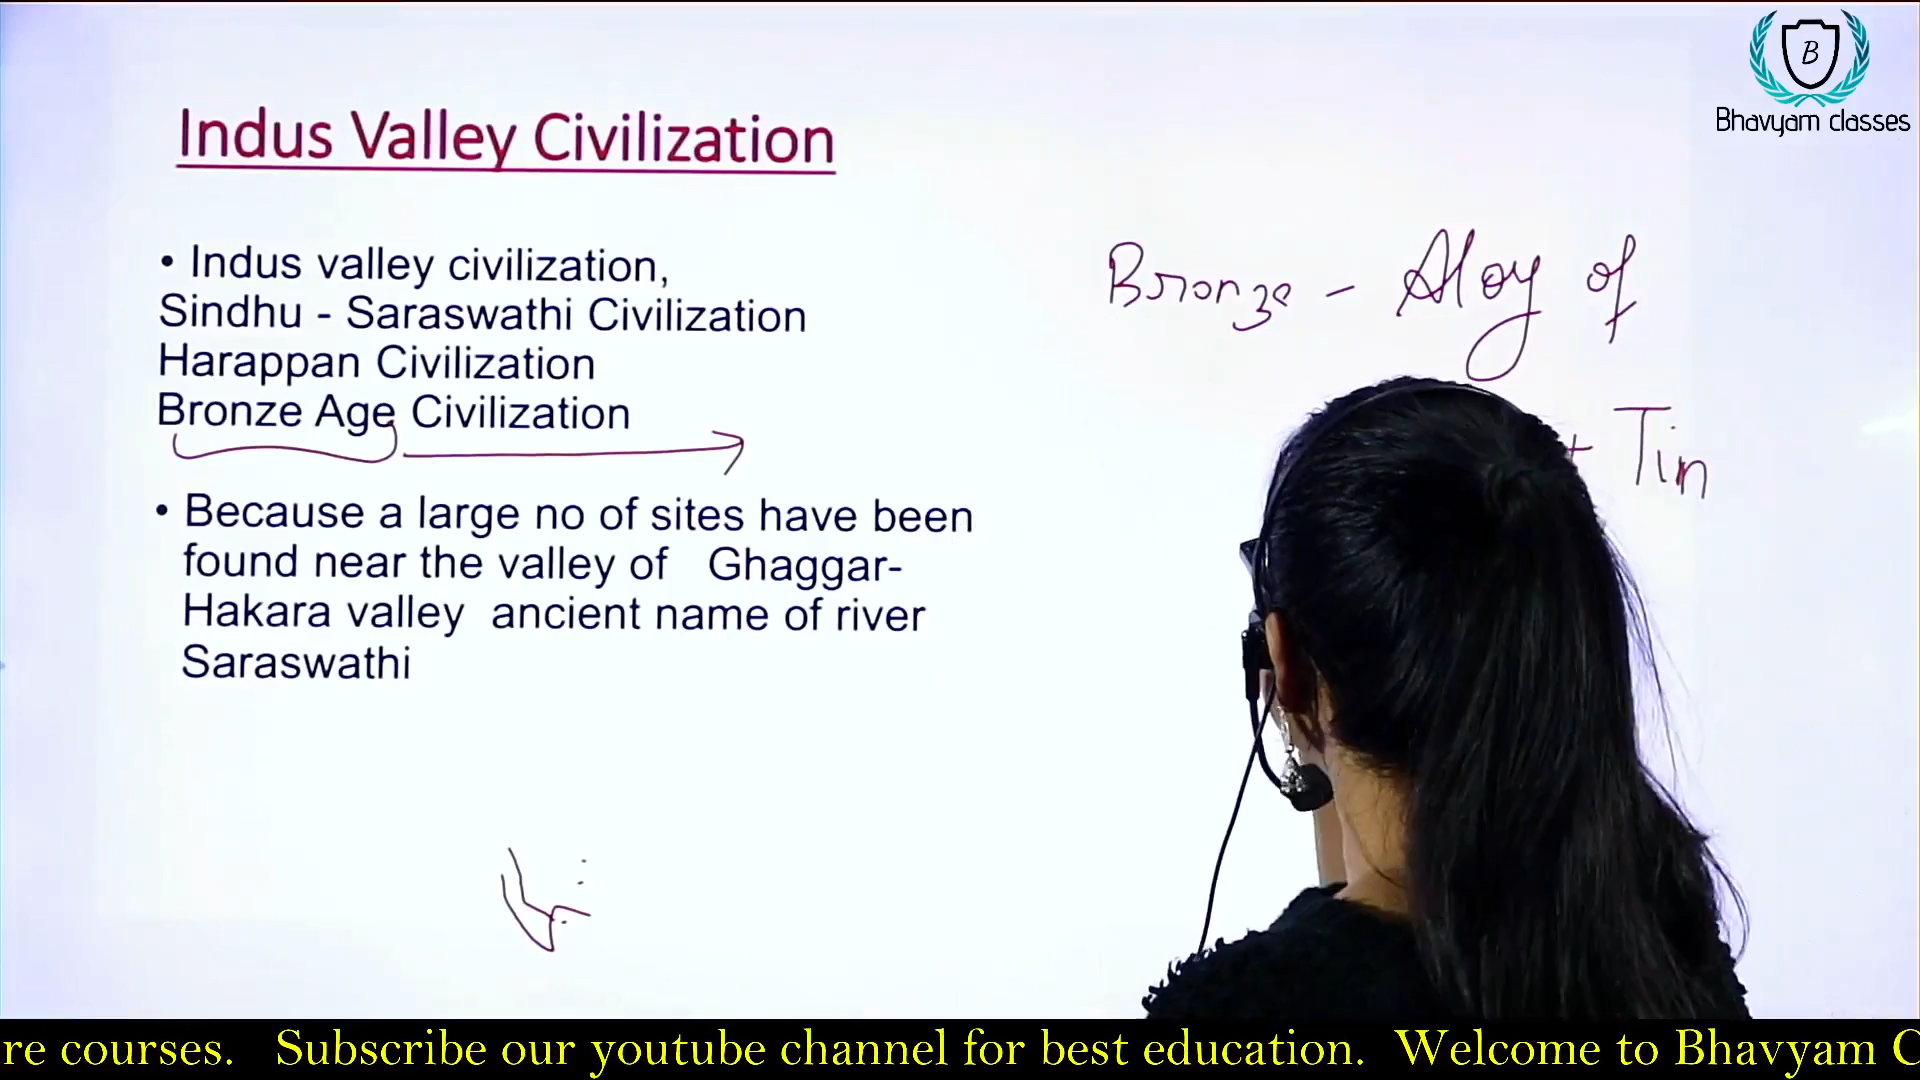 B
Bhavyam classes
Indus Valley Civilization
• Indus valley civilization,
Sindhu - Saraswathi Civilization
Harappan Civilization
Bronze Age Civilization
• Because a large no of sites have been
found near the valley of Ghaggar-
Hakara valley ancient name of river
Saraswathi
Bronze - Aloy of
+ Tin
re courses. Subscribe our youtube channel for best education. Welcome to Bhavyam C